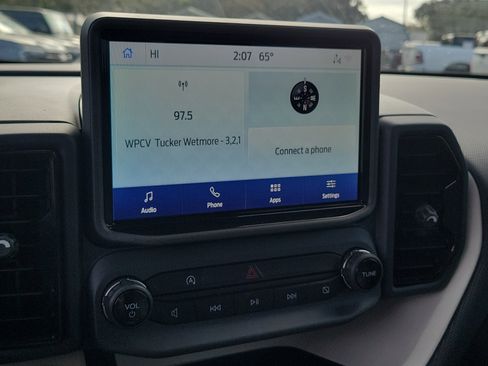 HI 2:07 65°
97.5
WPCV Tucker Wetmore - 3,2,1
Connect a phone
Audio Phone Apps Settings
VOL
TUNE